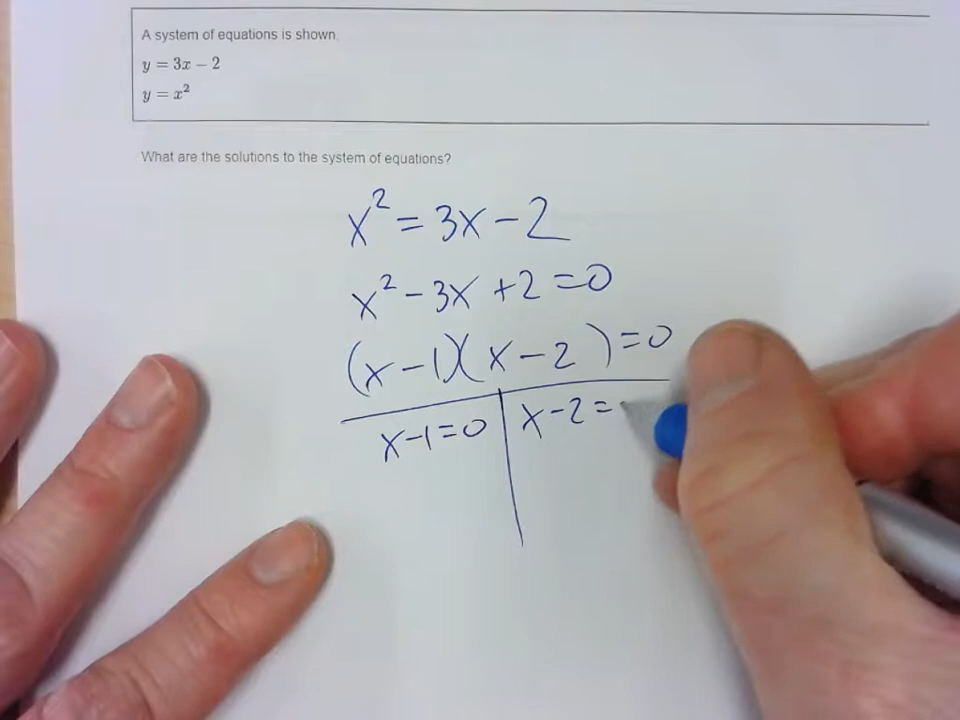 A system of equations is shown.
y = 3x − 2
y = x²
What are the solutions to the system of equations?
x² = 3x − 2
x² − 3x + 2 = 0
(x − 1)(x − 2) = 0
x − 1 = 0 x − 2 =